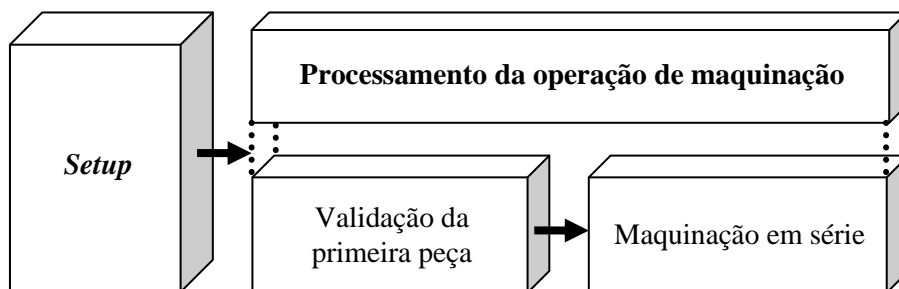 Processamento da operação de maquinação
Setup
Validação da
primeira peça
Maquinação em série